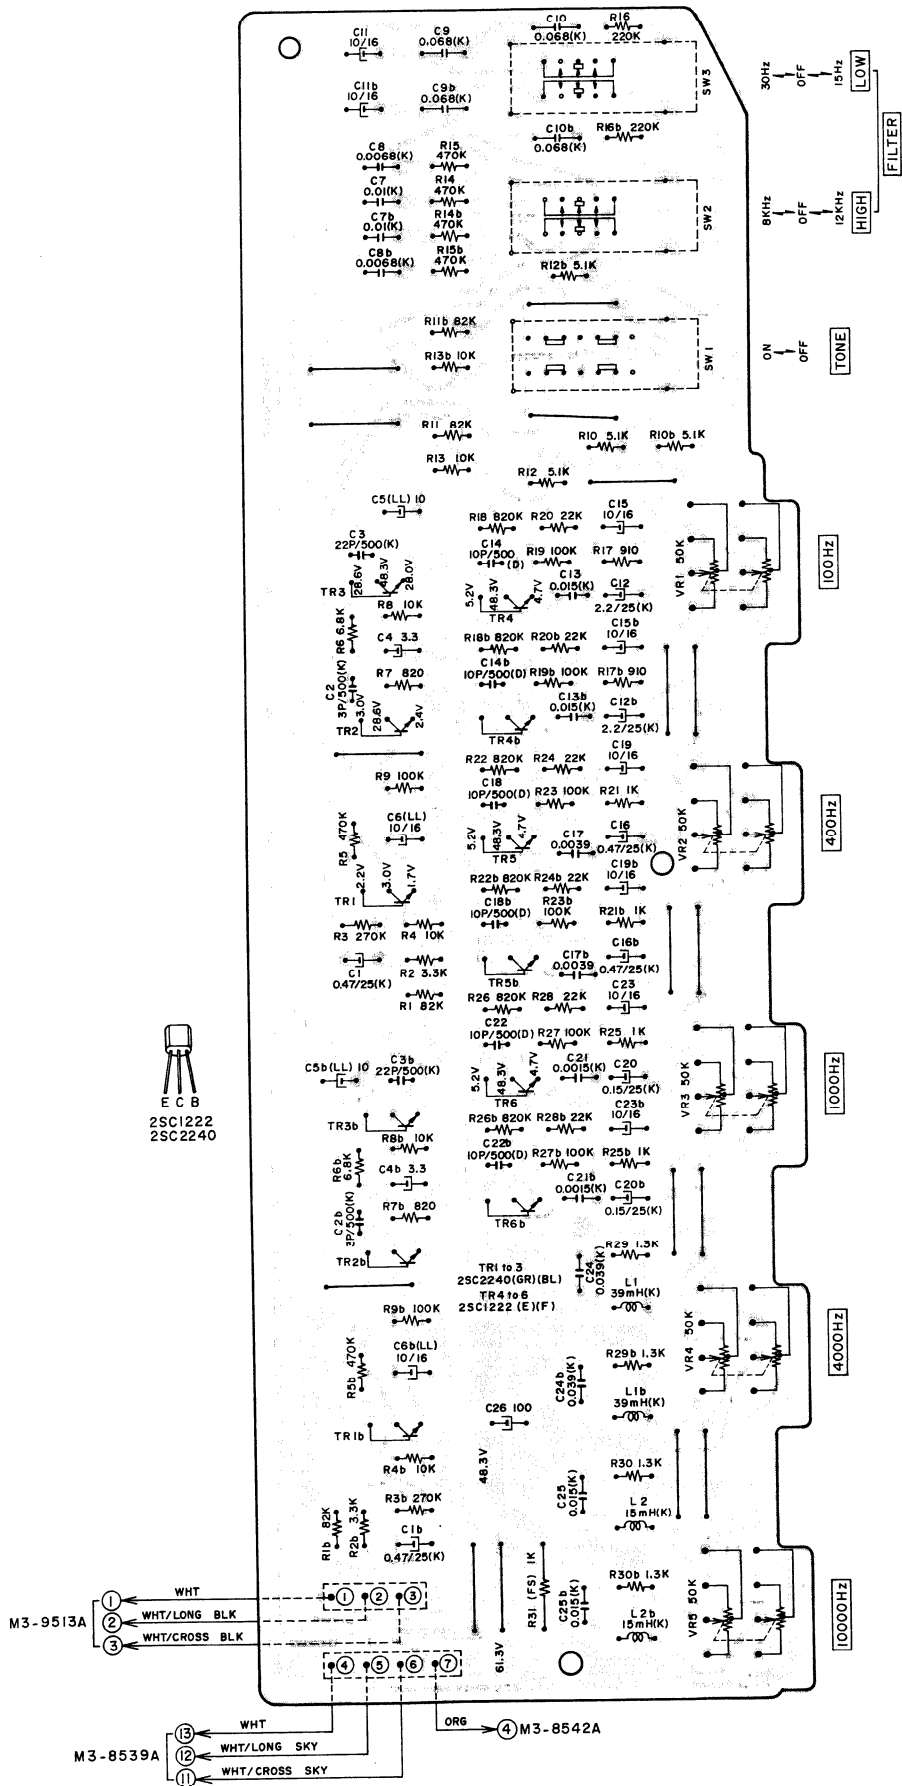 C11
10/16
C9
0.068(K)
C10
0.068(K)
R16
220K
SW3
30Hz
OFF
15Hz
LOW
C11b
10/16
C9b
0.068(K)
C10b
0.068(K)
R16b 220K
FILTER
C8
0.0068(K)
R15
470K
C7
0.01(K)
R14
470K
C7b
0.01(K)
R14b
470K
C8b
0.0068(K)
R15b
470K
SW2
8KHz
OFF
12KHz
HIGH
R12b 5.1K
R11b 82K
R13b 10K
SW1
ON
OFF
TONE
R11 82K
R13 10K
R10 5.1K
R10b 5.1K
R12 5.1K
C5(LL) 10
R18 820K
R20 22K
C15
10/16
C3
22P/500(K)
C14
10P/500
(D)
R19 100K
R17 910
VR1 50K
100Hz
28.6V
48.3V
28.0V
TR3
C13
0.015(K)
C12
2.2/25(K)
5.2V
48.3V
4.7V
TR4
R8 10K
R6 6.8K
C4 3.3
R18b 820K
R20b 22K
C15b
10/16
C14b
10P/500(D)
R19b 100K
R17b 910
R7 820
C2
3P/500(K)
3.0V
28.6V
2.4V
TR2
C13b
0.015(K)
C12b
2.2/25(K)
TR4b
R22 820K
R24 22K
C19
10/16
R9 100K
C18
10P/500(D)
R23 100K
R21 1K
VR2 50K
400Hz
R5 470K
C6(LL)
10/16
5.2V
48.3V
4.7V
TR5
C17
0.0039
C16
0.47/25(K)
2.2V
3.0V
1.7V
TR1
R22b 820K
R24b 22K
C19b
10/16
C18b
10P/500(D)
R23b
100K
R21b 1K
R3 270K
R4 10K
C1
0.47/25(K)
R2 3.3K
TR5b
C17b
0.0039
C16b
0.47/25(K)
R1 82K
R26 820K
R28 22K
C23
10/16
C22
10P/500(D)
R27 100K
R25 1K
VR3 50K
1000Hz
E C B
2SC1222
2SC2240
C5b(LL) 10
C3b
22P/500(K)
5.2V
48.3V
4.7V
TR6
C21
0.0015(K)
C20
0.15/25(K)
TR3b
R8b 10K
R26b 820K
R28b 22K
C23b
10/16
C22b
10P/500(D)
R27b 100K
R25b 1K
R6b
6.8K
C4b 3.3
C21b
0.0015(K)
C20b
0.15/25(K)
C2b
3P/500(K)
R7b 820
TR6b
TR2b
TR1 to 3
2SC2240(GR)(BL)
TR4 to 6
2SC1222 (E)(F)
C24
0.039(K)
R29 1.3K
L1
39mH(K)
VR4 50K
4000Hz
R9b 100K
R5b 470K
C6b(LL)
10/16
C24b
0.039(K)
R29b 1.3K
L1b
39mH(K)
TR1b
C26 100
R4b 10K
48.3V
C25
0.015(K)
R30 1.3K
L2
15mH(K)
R1b 82K
R2b 3.3K
R3b 270K
C1b
0.47/25(K)
R31 (FS) 1K
C25b
0.015(K)
R30b 1.3K
L2b
15mH(K)
VR5 50K
10000Hz
61.3V
M3-9513A
1 WHT 1
2 WHT/LONG BLK 2
3 WHT/CROSS BLK 3
4 5 6 7
M3-8539A
13 WHT
12 WHT/LONG SKY
11 WHT/CROSS SKY
ORG 4 M3-8542A